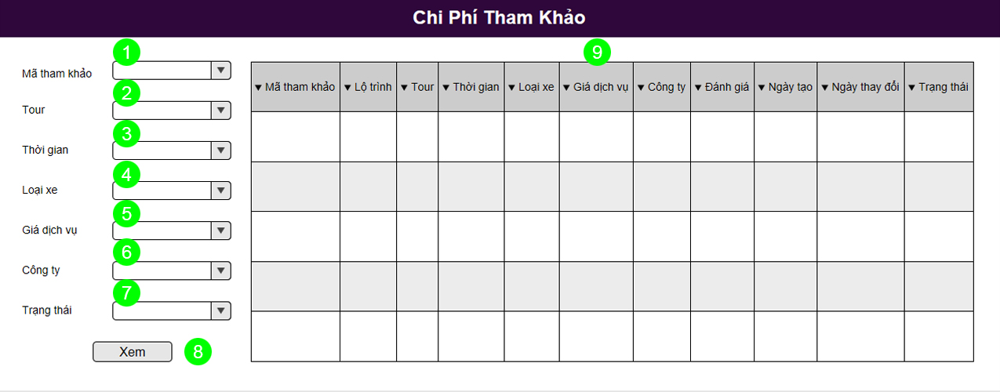 Chi Phí Tham Khảo
1
Mã tham khảo
2
Tour
3
Thời gian
4
Loại xe
5
Giá dịch vụ
6
Công ty
7
Trạng thái
Xem
8
9
Mã tham khảo Lộ trình Tour Thời gian Loại xe Giá dịch vụ Công ty Đánh giá Ngày tạo Ngày thay đổi Trạng thái